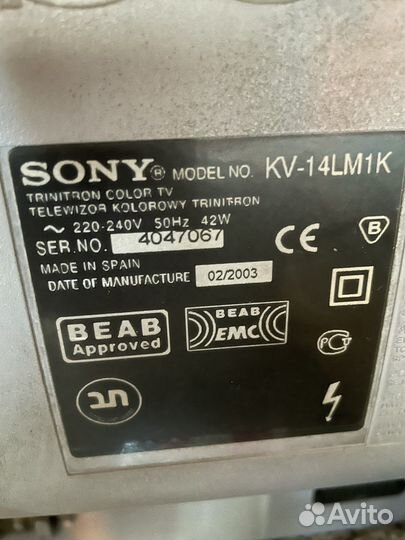 SONY® MODEL NO. KV-14LM1K
TRINITRON COLOR TV
TELEWIZOR KOLOROWY TRINITRON
~ 220-240V 50Hz 42W
SER.NO. 4047067
CE
B
MADE IN SPAIN
DATE OF MANUFACTURE 02/2003
BEAB
Approved
BEAB
EMC
Avito